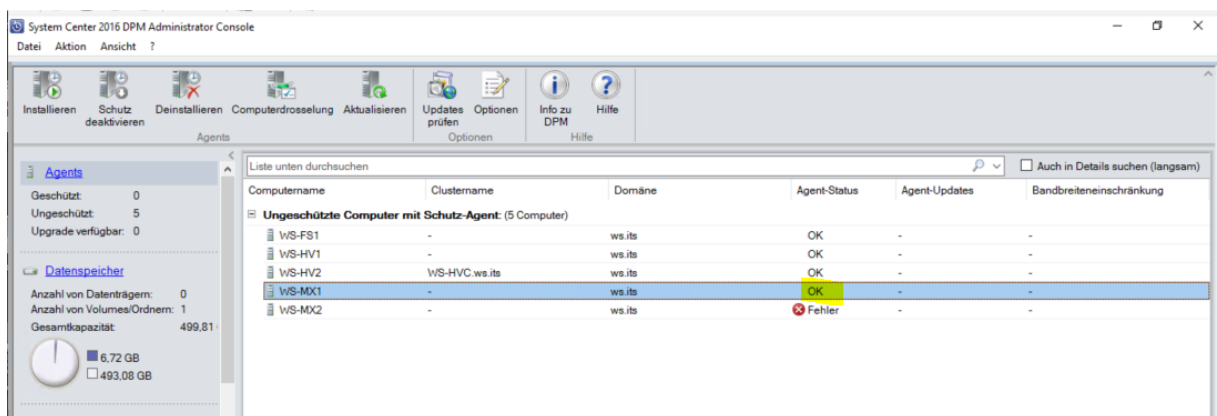 System Center 2016 DPM Administrator Console
Datei Aktion Ansicht ?
Installieren Schutz deaktivieren Deinstallieren Computerdrosselung Aktualisieren Updates prüfen Optionen Info zu DPM Hilfe
Agents Optionen Hilfe
Agents
Geschützt: 0
Ungeschützt: 5
Upgrade verfügbar: 0
Datenspeicher
Anzahl von Datenträgern: 0
Anzahl von Volumes/Ordnern: 1
Gesamtkapazität: 499,81
6,72 GB
493,08 GB
Liste unten durchsuchen Auch in Details suchen (langsam)
Computername Clustername Domäne Agent-Status Agent-Updates Bandbreiteneinschränkung
Ungeschützte Computer mit Schutz-Agent: (5 Computer)
WS-FS1 - ws.its OK - -
WS-HV1 - ws.its OK - -
WS-HV2 WS-HVC.ws.its ws.its OK - -
WS-MX1 - ws.its OK - -
WS-MX2 - ws.its Fehler - -